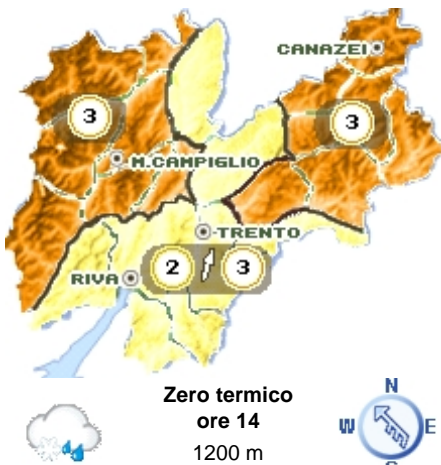 CANAZEI
3
3
M.CAMPIGLIO
TRENTO
RIVA
2
3
Zero termico
ore 14
1200 m
N
W E
S